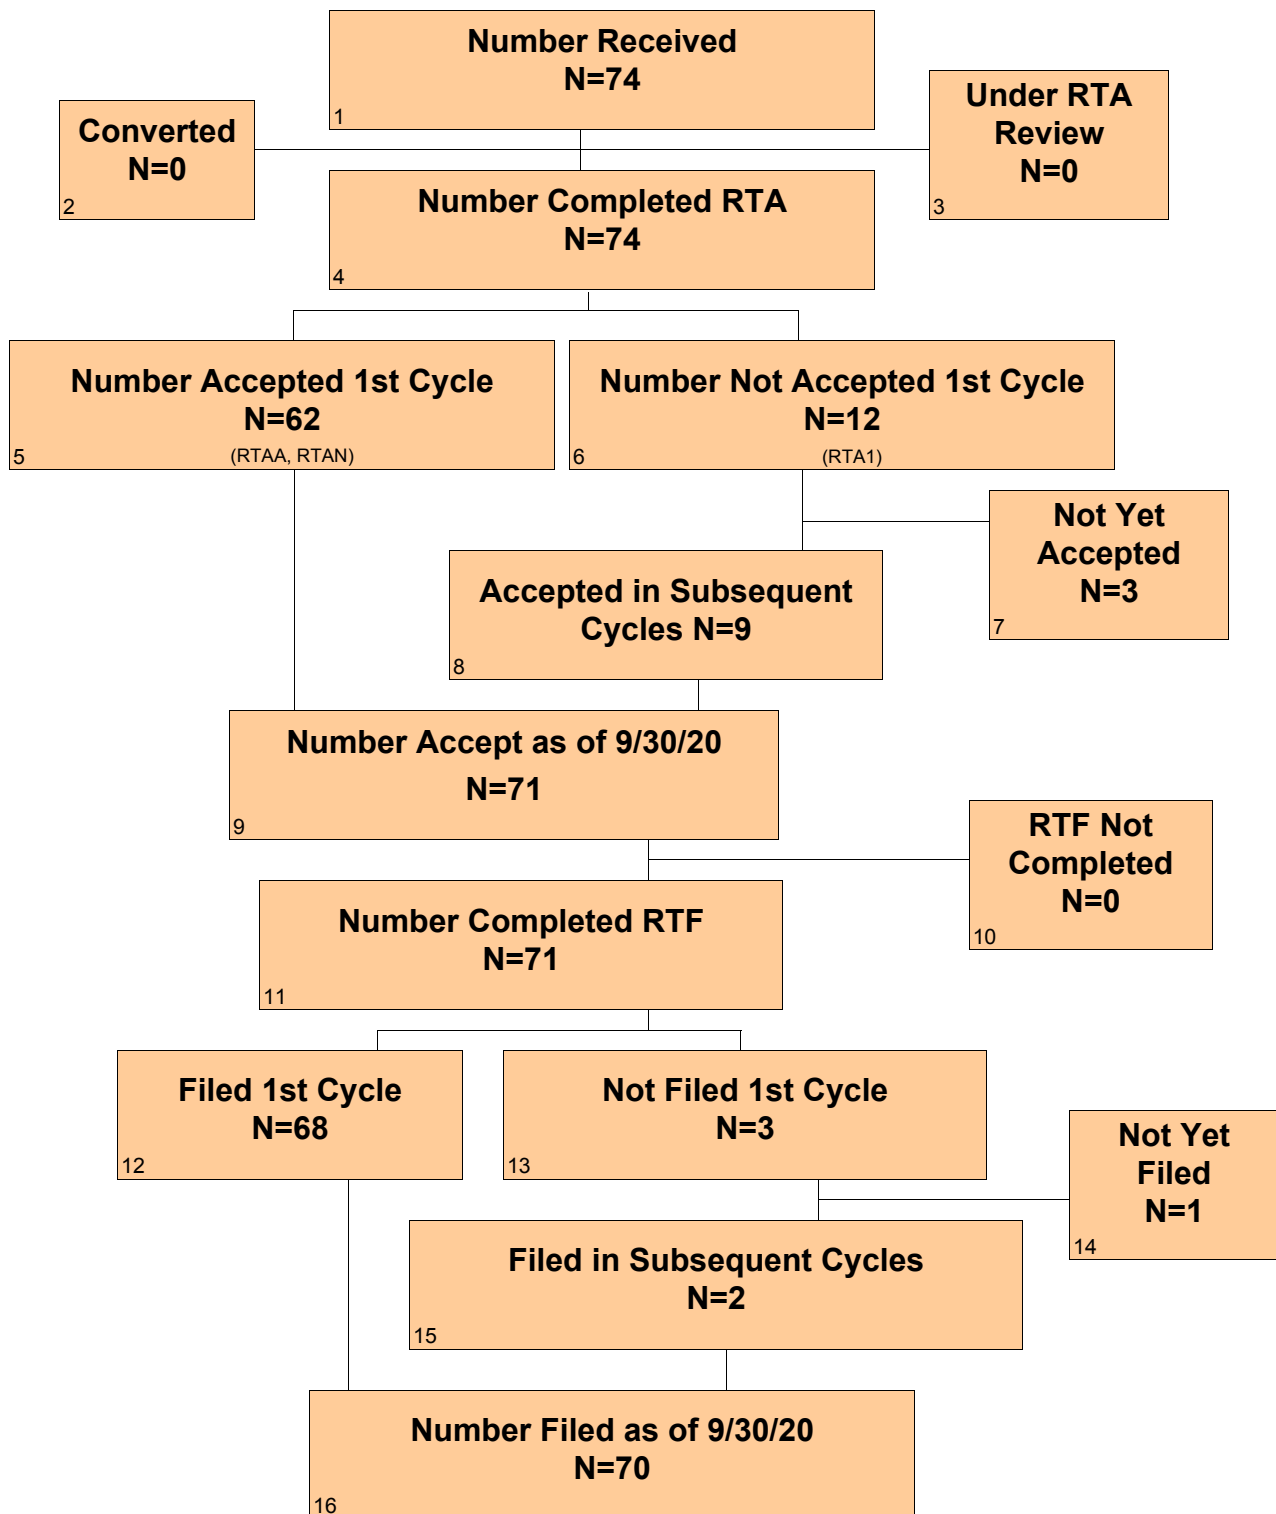 Number Received
N=74
1
Converted
N=0
2
Under RTA
Review
N=0
3
Number Completed RTA
N=74
4
Number Accepted 1st Cycle
N=62
(RTAA, RTAN)
5
Number Not Accepted 1st Cycle
N=12
(RTA1)
6
Not Yet
Accepted
N=3
7
Accepted in Subsequent
Cycles N=9
8
Number Accept as of 9/30/20
N=71
9
RTF Not
Completed
N=0
10
Number Completed RTF
N=71
11
Filed 1st Cycle
N=68
12
Not Filed 1st Cycle
N=3
13
Not Yet
Filed
N=1
14
Filed in Subsequent Cycles
N=2
15
Number Filed as of 9/30/20
N=70
16